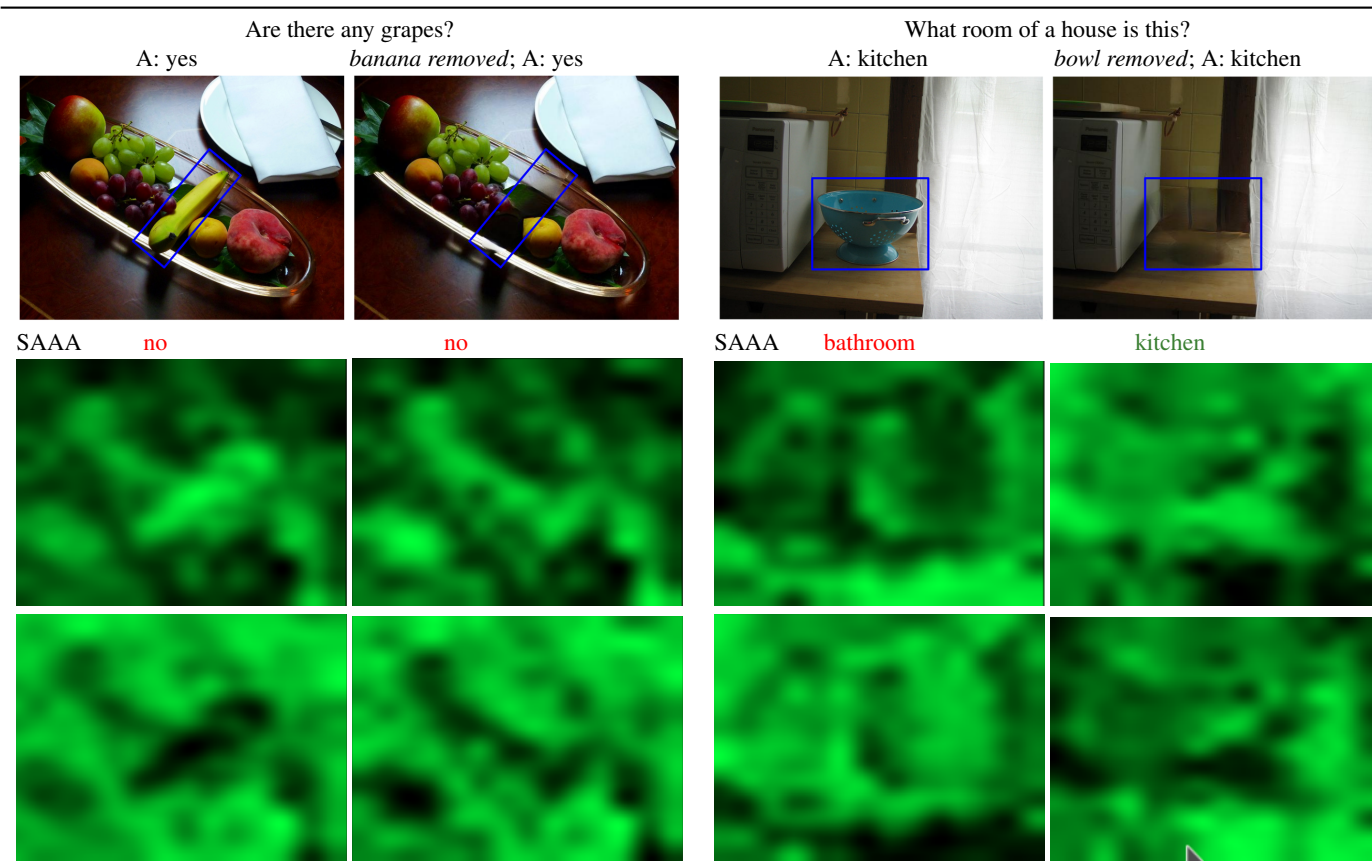 Are there any grapes?
A: yes
banana removed; A: yes
What room of a house is this?
A: kitchen
bowl removed; A: kitchen
SAAA
no
no
SAAA
bathroom
kitchen